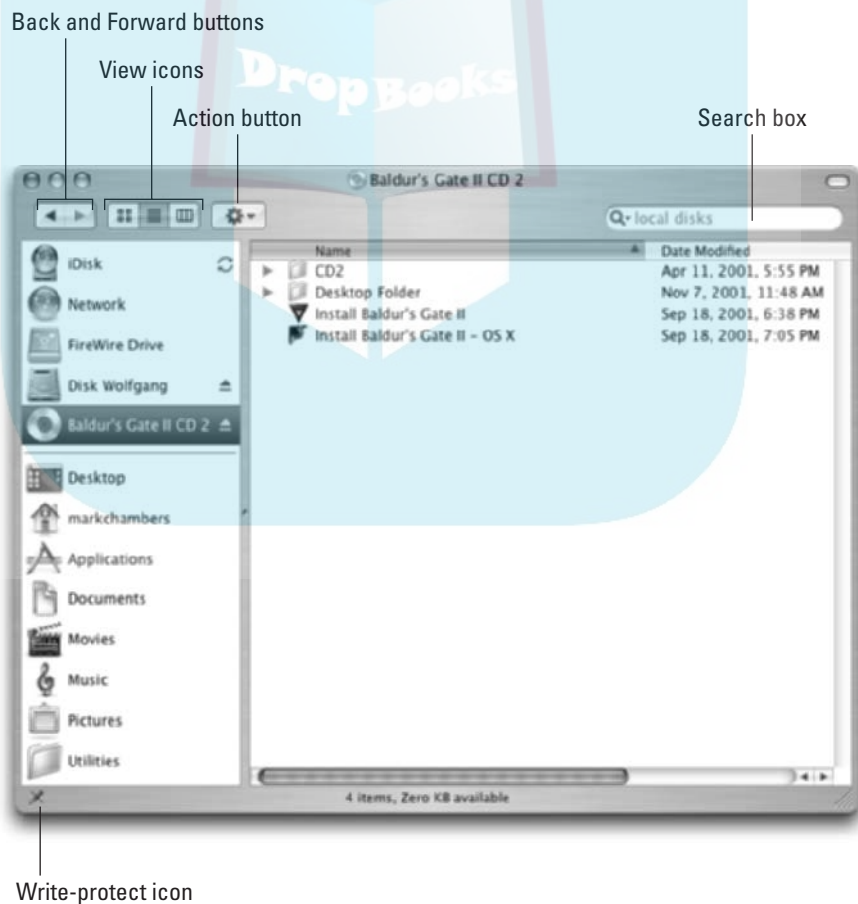 Back and Forward buttons
View icons
DropBooks
Action button
Search box
Baldur's Gate II CD 2
local disks
Name Date Modified
iDisk
CD2 Apr 11, 2001, 5:55 PM
Desktop Folder Nov 7, 2001, 11:48 AM
Network
Install Baldur's Gate II Sep 18, 2001, 6:38 PM
Install Baldur's Gate II - OS X Sep 18, 2001, 7:05 PM
FireWire Drive
Disk Wolfgang
Baldur's Gate II CD 2
Desktop
markchambers
Applications
Documents
Movies
Music
Pictures
Utilities
4 items, Zero KB available
Write-protect icon